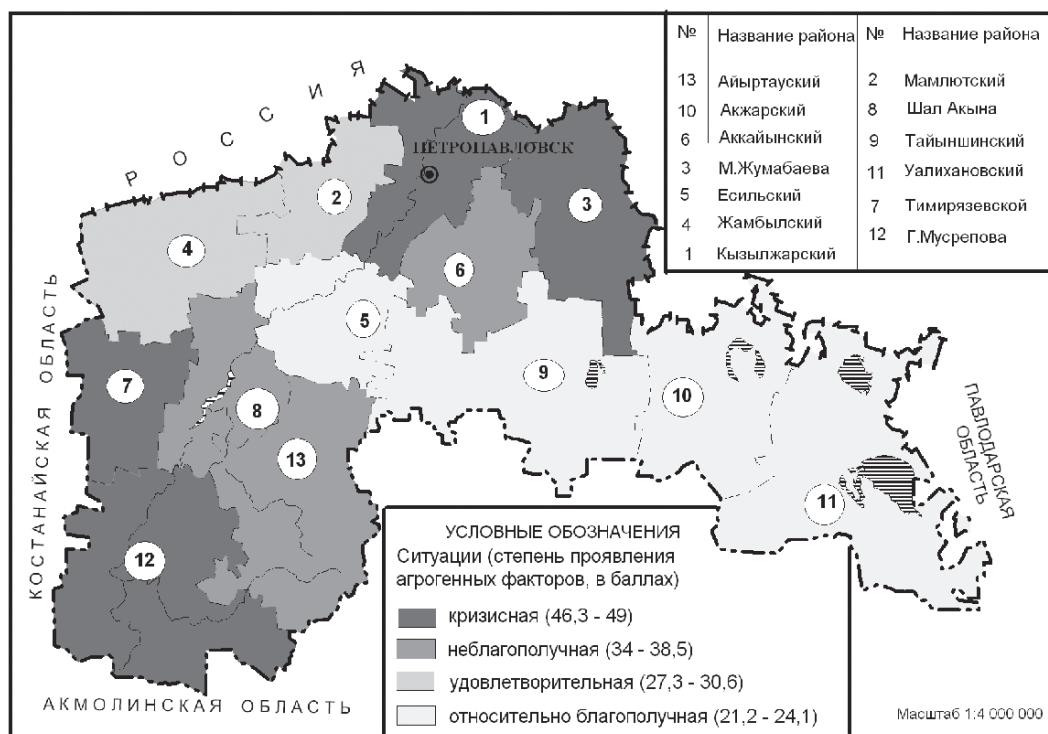 РОССИЯ
КОСТАНАЙСКАЯ ОБЛАСТЬ
АКМОЛИНСКАЯ ОБЛАСТЬ
ПАВЛОДАРСКАЯ
ОБЛАСТЬ
1
ПЕТРОПАВЛОВСК
2
3
4
6
5
7
9
8
10
13
11
12
№ Название района № Название района
13 Айыртауский 2 Мамлютский
10 Акжарский 8 Шал Акына
6 Аккайынский 9 Тайыншинский
3 М.Жумабаева 11 Уалихановский
5 Есильский 7 Тимирязевской
4 Жамбылский 12 Г.Мусрепова
1 Кызылжарский
УСЛОВНЫЕ ОБОЗНАЧЕНИЯ
Ситуации (степень проявления
агрогенных факторов, в баллах)
кризисная (46,3 - 49)
неблагополучная (34 - 38,5)
удовлетворительная (27,3 - 30,6)
относительно благополучная (21,2 - 24,1)
Масштаб 1:4 000 000